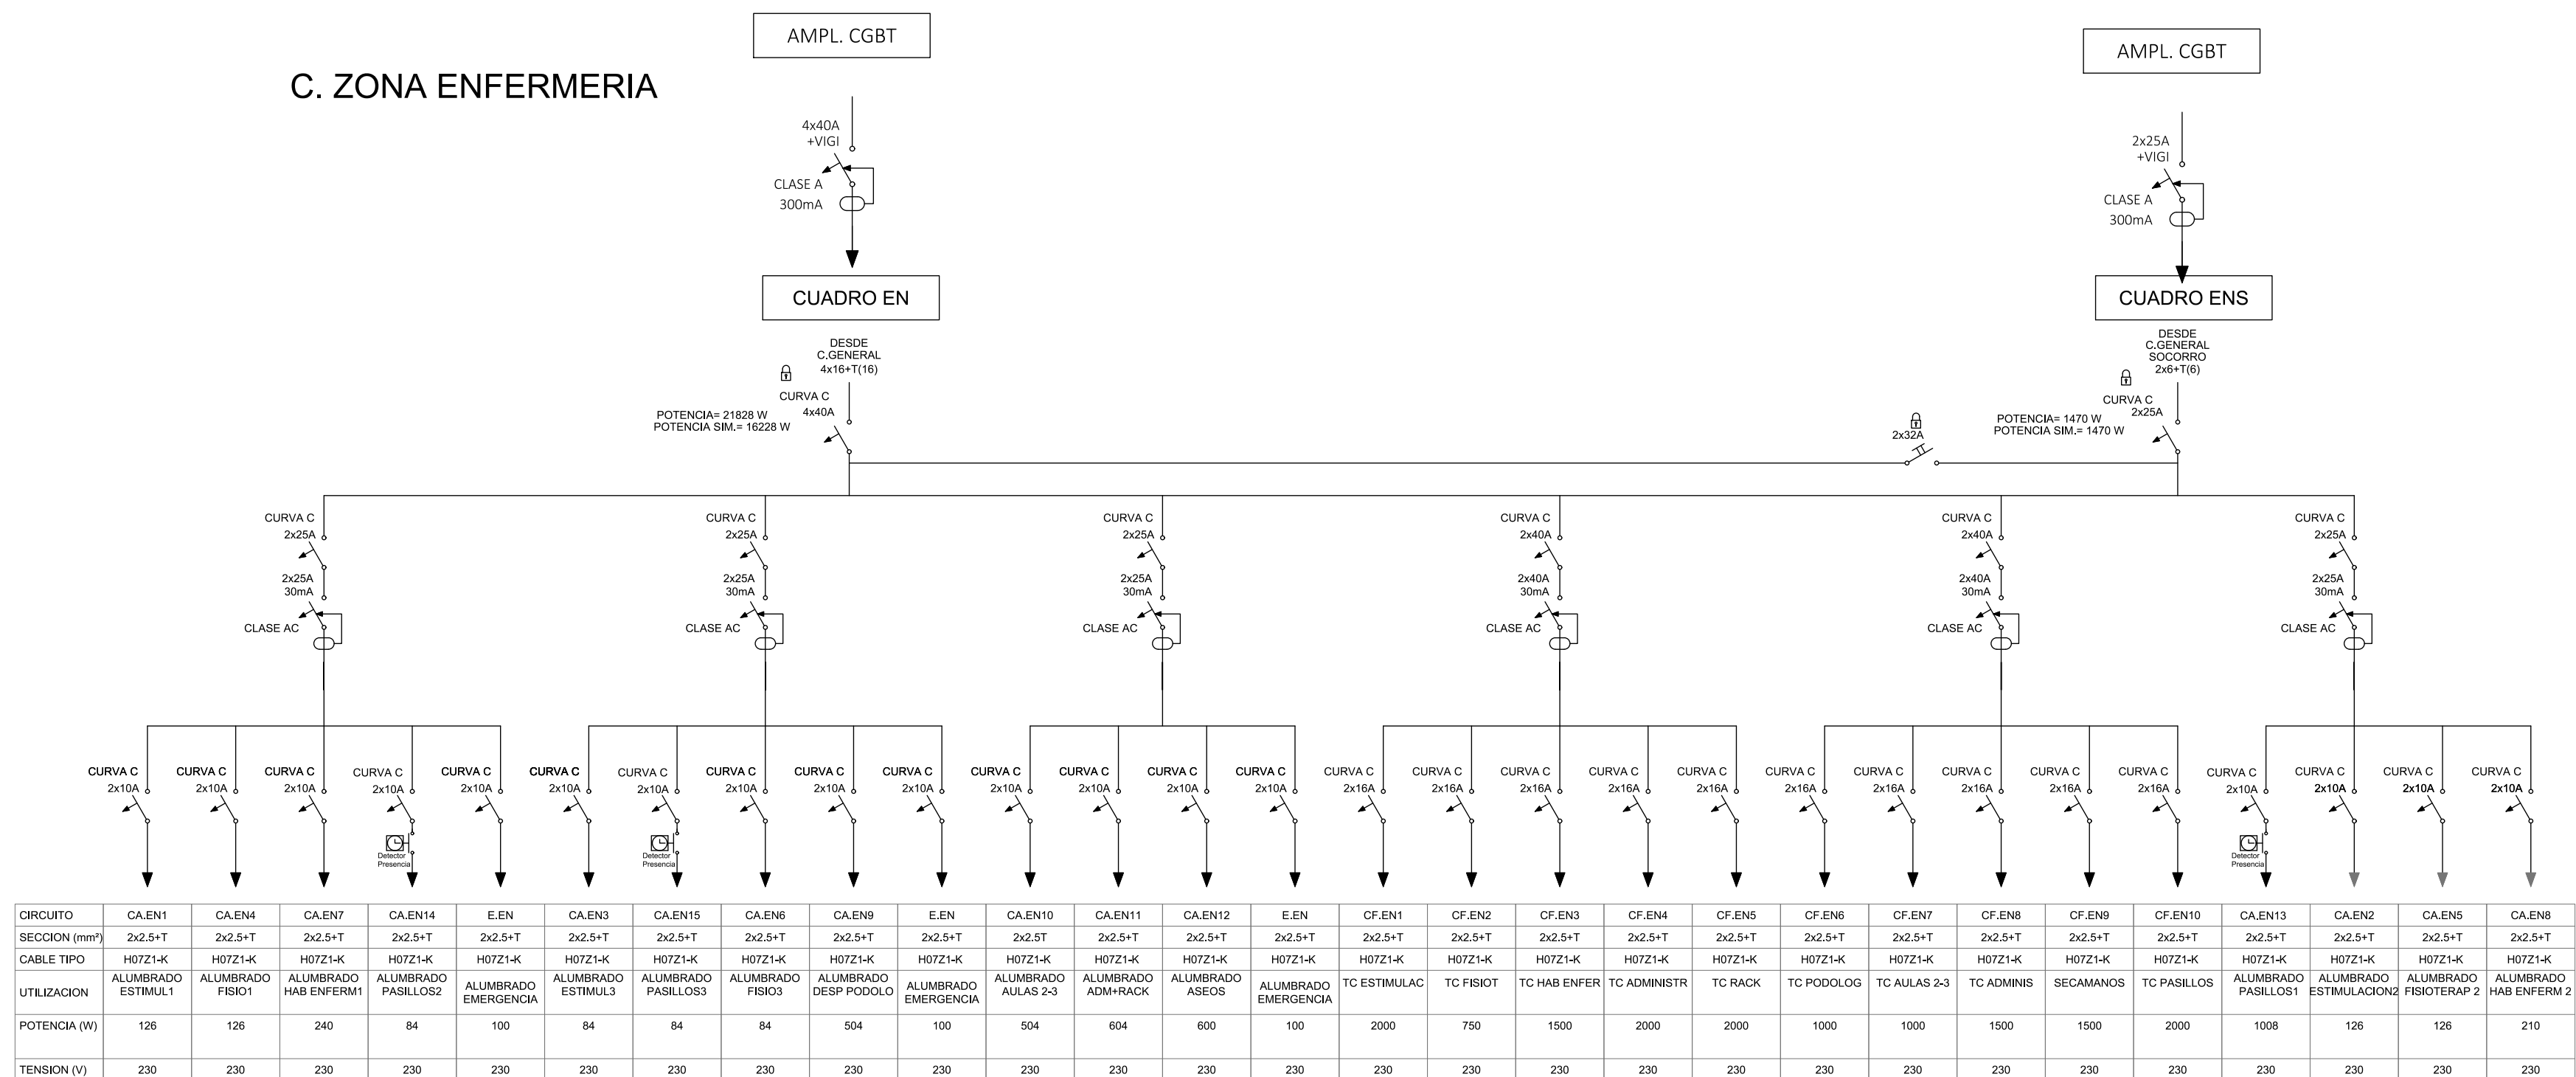 AMPL. CGBT
AMPL. CGBT
C. ZONA ENFERMERIA
4x40A
+VIGI
CLASE A
300mA
2x25A
+VIGI
CLASE A
300mA
CUADRO EN
CUADRO ENS
DESDE
C.GENERAL
4x16+T(16)
CURVA C
4x40A
POTENCIA= 21828 W
POTENCIA SIM.= 16228 W
DESDE
C.GENERAL
SOCORRO
2x6+T(6)
CURVA C
2x25A
2x32A
POTENCIA= 1470 W
POTENCIA SIM.= 1470 W
CURVA C CURVA C CURVA C CURVA C CURVA C CURVA C
2x25A 2x25A 2x25A 2x40A 2x40A 2x25A
2x25A 2x25A 2x25A 2x40A 2x40A 2x25A
30mA 30mA 30mA 30mA 30mA 30mA
CLASE AC CLASE AC CLASE AC CLASE AC CLASE AC CLASE AC
CURVA C CURVA C CURVA C CURVA C CURVA C CURVA C CURVA C CURVA C CURVA C CURVA C CURVA C CURVA C CURVA C CURVA C CURVA C CURVA C CURVA C CURVA C CURVA C CURVA C CURVA C CURVA C CURVA C CURVA C CURVA C CURVA C CURVA C CURVA C
2x10A 2x10A 2x10A 2x10A 2x10A 2x10A 2x10A 2x10A 2x10A 2x10A 2x10A 2x10A 2x10A 2x10A 2x16A 2x16A 2x16A 2x16A 2x16A 2x16A 2x16A 2x16A 2x16A 2x16A 2x10A 2x10A 2x10A 2x10A
Detector Detector Detector
Presencia Presencia Presencia
CIRCUITO CA.EN1 CA.EN4 CA.EN7 CA.EN14 E.EN CA.EN3 CA.EN15 CA.EN6 CA.EN9 E.EN CA.EN10 CA.EN11 CA.EN12 E.EN CF.EN1 CF.EN2 CF.EN3 CF.EN4 CF.EN5 CF.EN6 CF.EN7 CF.EN8 CF.EN9 CF.EN10 CA.EN13 CA.EN2 CA.EN5 CA.EN8
SECCION (mm²) 2x2.5+T 2x2.5+T 2x2.5+T 2x2.5+T 2x2.5+T 2x2.5+T 2x2.5+T 2x2.5+T 2x2.5+T 2x2.5+T 2x2.5T 2x2.5+T 2x2.5+T 2x2.5+T 2x2.5+T 2x2.5+T 2x2.5+T 2x2.5+T 2x2.5+T 2x2.5+T 2x2.5+T 2x2.5+T 2x2.5+T 2x2.5+T 2x2.5+T 2x2.5+T 2x2.5+T 2x2.5+T
CABLE TIPO H07Z1-K H07Z1-K H07Z1-K H07Z1-K H07Z1-K H07Z1-K H07Z1-K H07Z1-K H07Z1-K H07Z1-K H07Z1-K H07Z1-K H07Z1-K H07Z1-K H07Z1-K H07Z1-K H07Z1-K H07Z1-K H07Z1-K H07Z1-K H07Z1-K H07Z1-K H07Z1-K H07Z1-K H07Z1-K H07Z1-K H07Z1-K H07Z1-K
UTILIZACION ALUMBRADO ESTIMUL1 ALUMBRADO FISIO1 ALUMBRADO HAB ENFERM1 ALUMBRADO PASILLOS2 ALUMBRADO EMERGENCIA ALUMBRADO ESTIMUL3 ALUMBRADO PASILLOS3 ALUMBRADO FISIO3 ALUMBRADO DESP PODOLO ALUMBRADO EMERGENCIA ALUMBRADO AULAS 2-3 ALUMBRADO ADM+RACK ALUMBRADO ASEOS ALUMBRADO EMERGENCIA TC ESTIMULAC TC FISIOT TC HAB ENFER TC ADMINISTR TC RACK TC PODOLOG TC AULAS 2-3 TC ADMINIS SECAMANOS TC PASILLOS ALUMBRADO PASILLOS1 ALUMBRADO ESTIMULACION2 ALUMBRADO FISIOTERAP 2 ALUMBRADO HAB ENFERM 2
POTENCIA (W) 126 126 240 84 100 84 84 84 504 100 504 604 600 100 2000 750 1500 2000 2000 1000 1000 1500 1500 2000 1008 126 126 210
TENSION (V) 230 230 230 230 230 230 230 230 230 230 230 230 230 230 230 230 230 230 230 230 230 230 230 230 230 230 230 230